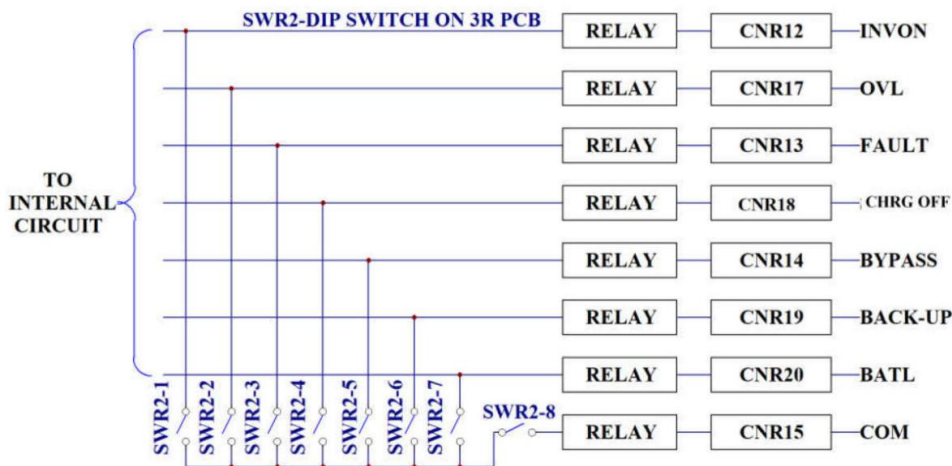 SWR2-DIP SWITCH ON 3R PCB
RELAY CNR12 INVON
RELAY CNR17 OVL
RELAY CNR13 FAULT
TO
INTERNAL
CIRCUIT
RELAY CNR18 CHRG OFF
RELAY CNR14 BYPASS
RELAY CNR19 BACK-UP
RELAY CNR20 BATL
SWR2-1
SWR2-2
SWR2-3
SWR2-4
SWR2-5
SWR2-6
SWR2-7
SWR2-8
RELAY CNR15 COM